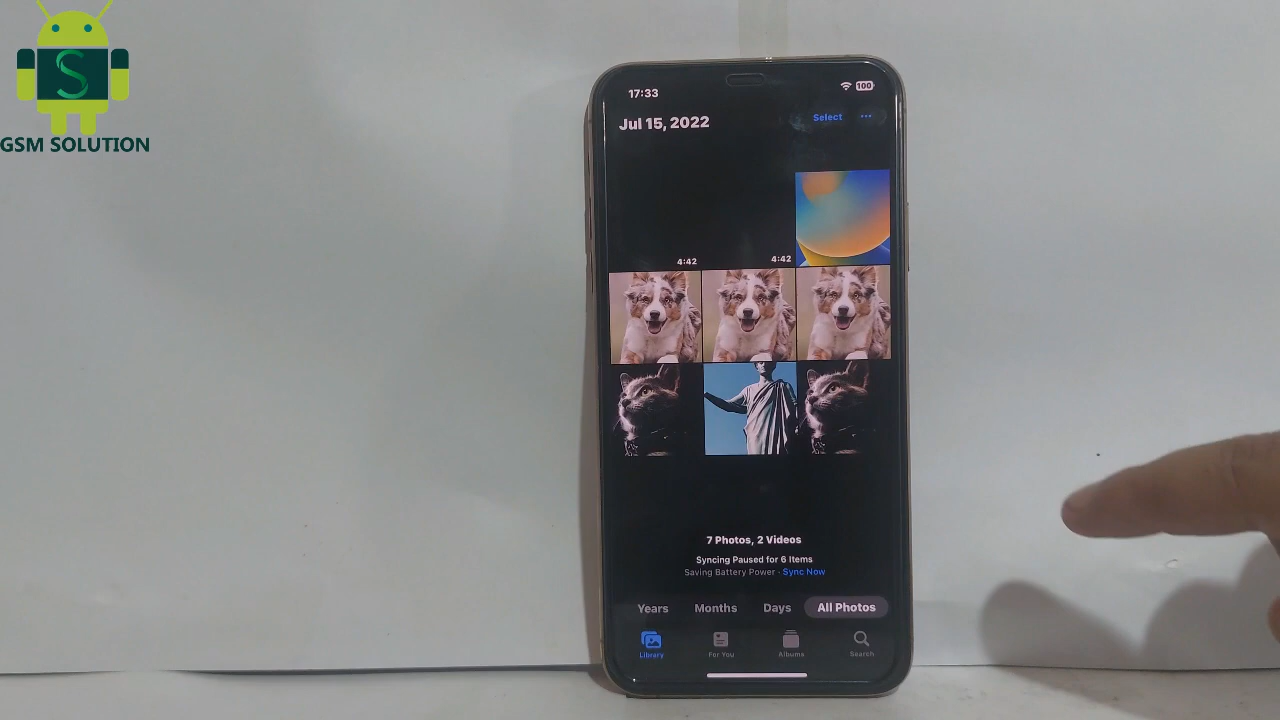 S
GSM SOLUTION
17:33
100
Jul 15, 2022
Select
4:42
4:42
7 Photos, 2 Videos
Syncing Paused for 6 Items
Saving Battery Power · Sync Now
Years Months Days All Photos
Library For You Albums Search